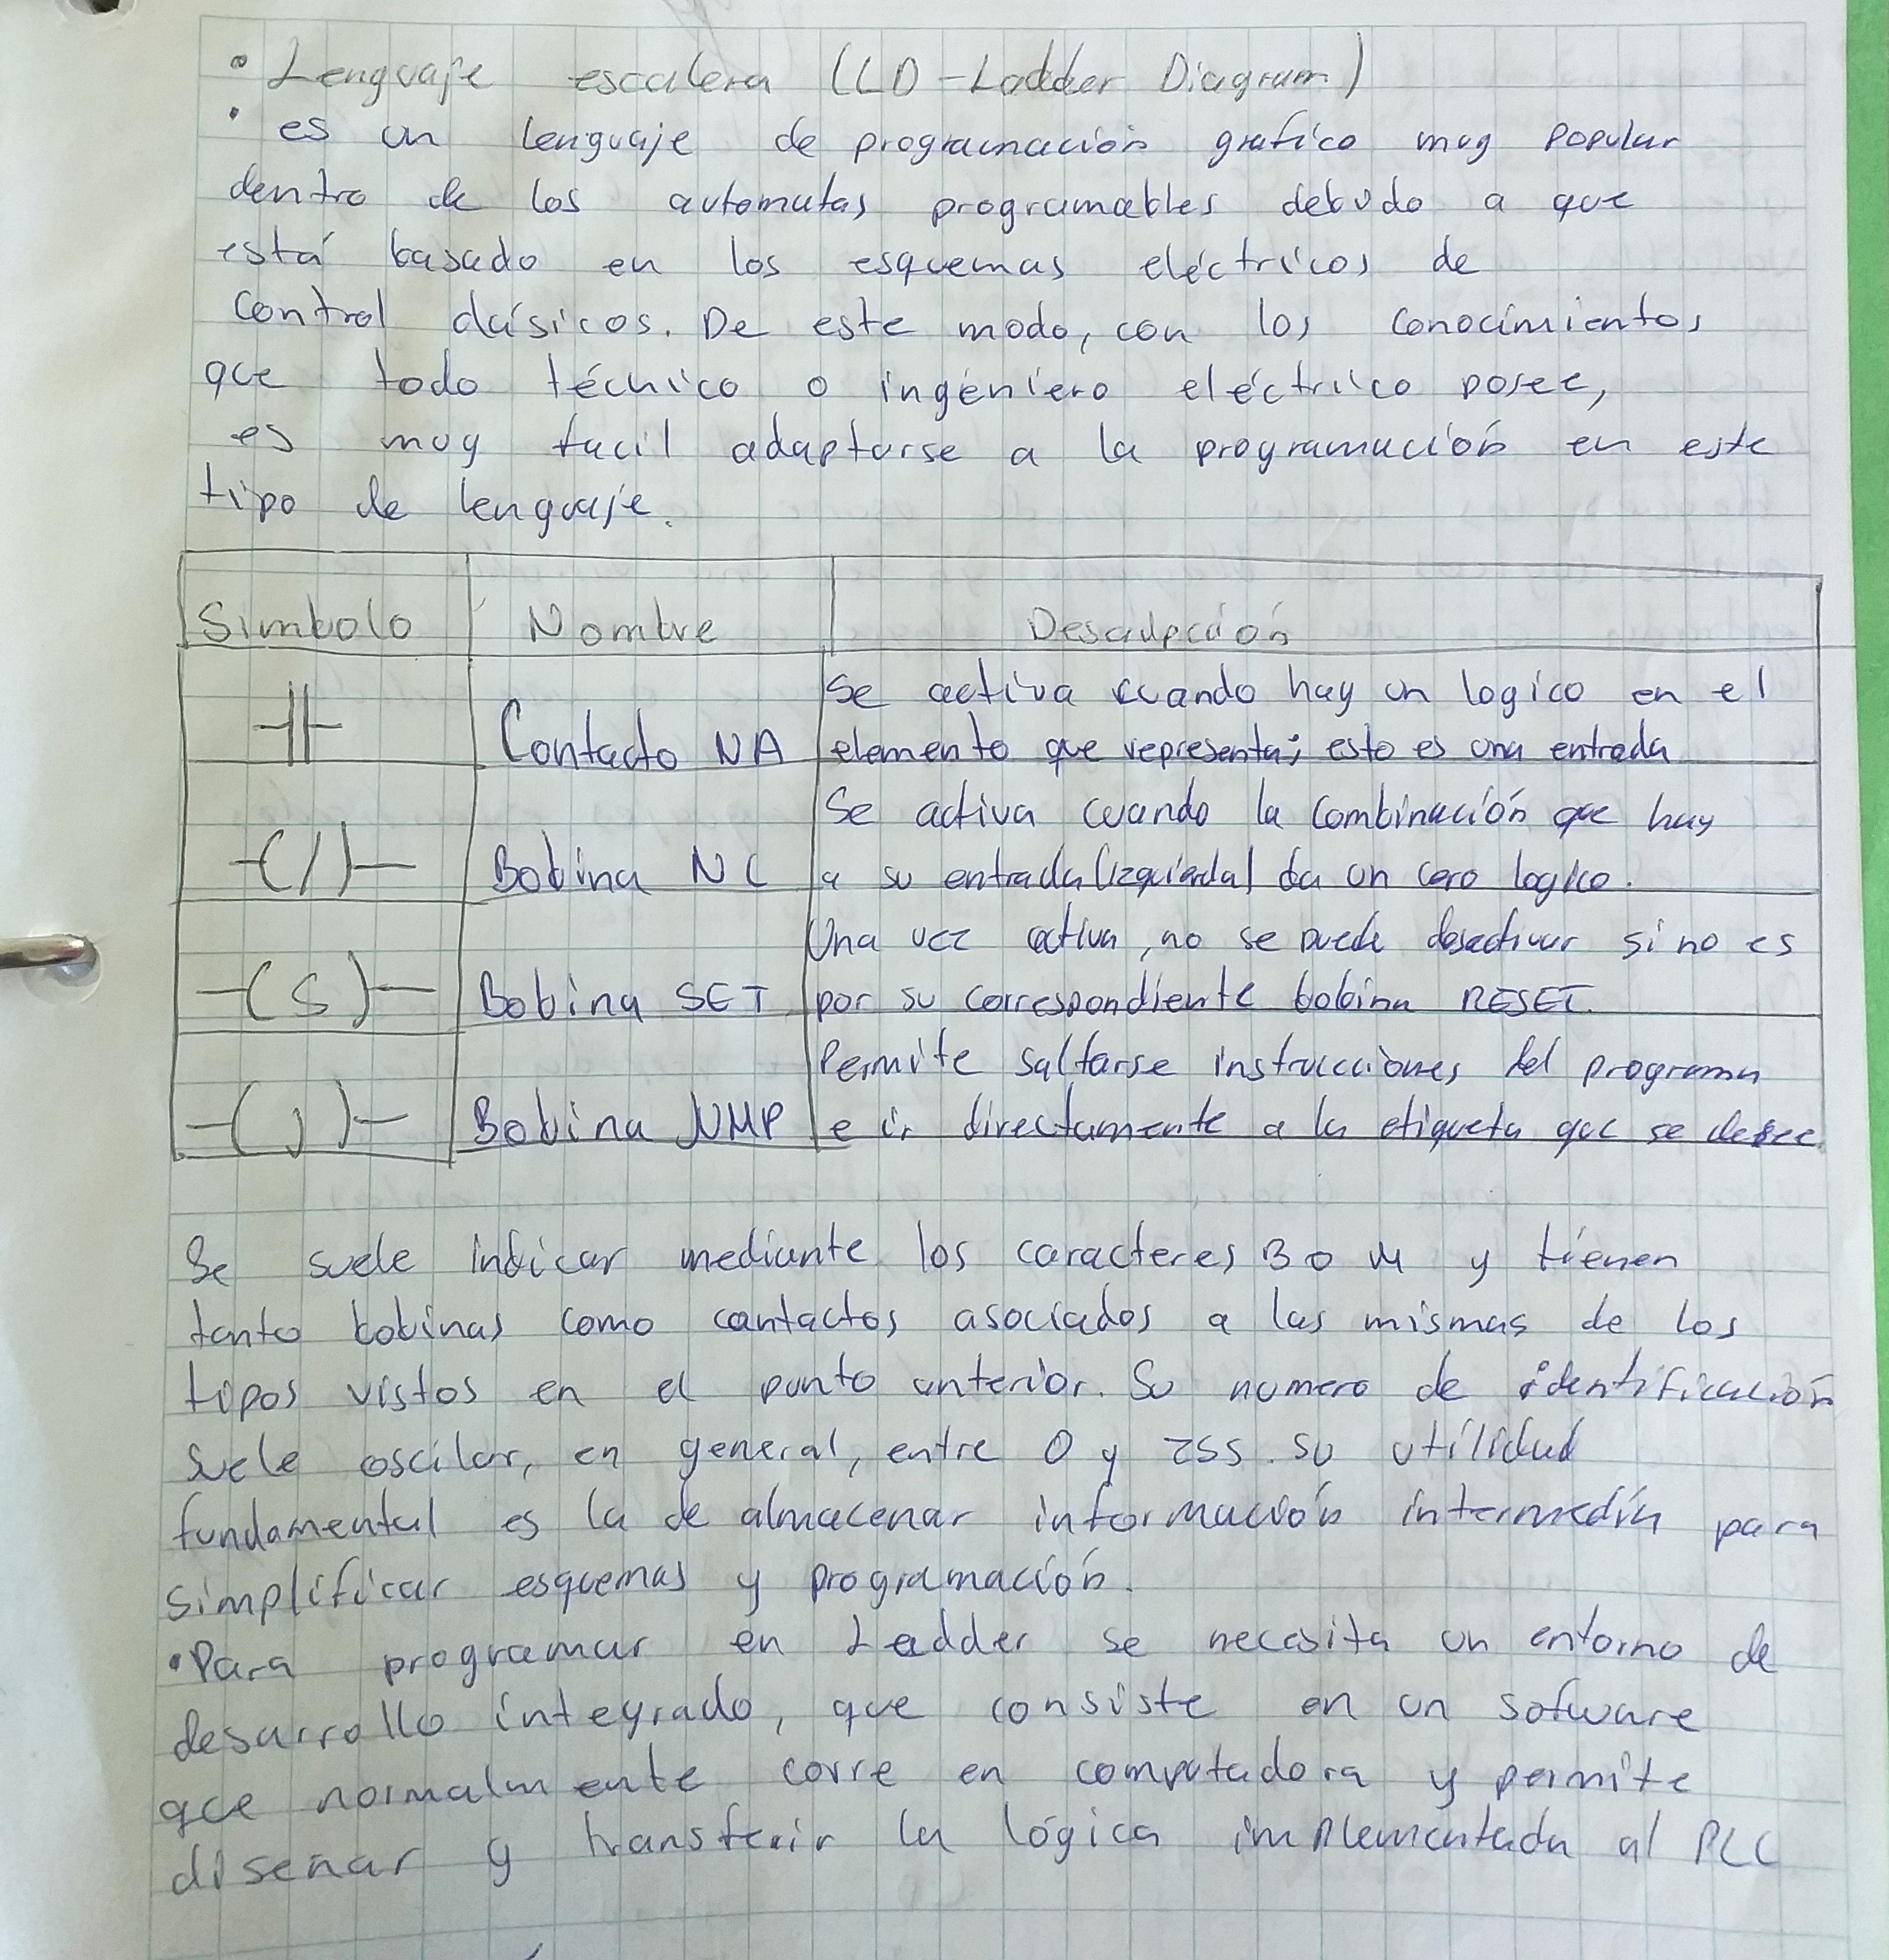 • Lenguaje escalera (LD - Ladder Diagram)
• es un lenguaje de programación grafico muy popular
dentro de los automatas programables debido a que
está basado en los esquemas eléctricos de
control clásicos. De este modo, con los conocimientos
que todo técnico o ingeniero eléctrico posee,
es muy facil adaptarse a la programación en este
tipo de lenguaje.
Simbolo Nombre Descripción
Se activa cuando hay un logico en el
Contacto NA elemento que representa; esto es una entrada
Se activa cuando la combinación que hay
-(/)- Bobina NC a su entrada (izquierda) da un cero logico.
Una vez activa, no se puede desactivar si no es
-(S)- Bobina SET por su correspondiente bobina RESET.
Permite saltarse instrucciones del programa
-(J)- Bobina JUMP e ir directamente a la etiqueta que se desee
Se suele indicar mediante los caracteres B o M y tienen
tanto bobinas como contactos asociados a las mismas de los
tipos vistos en el punto anterior. Su numero de identificación
suele oscilar, en general, entre 0 y 255. su utilidad
fundamental es la de almacenar información intermedia para
simplificar esquemas y programación.
• Para programar en Ladder se necesita un entorno de
desarrollo integrado, que consiste en un sofware
que normalmente corre en computadora y permite
diseñar y transferir la lógica implementada al PLC